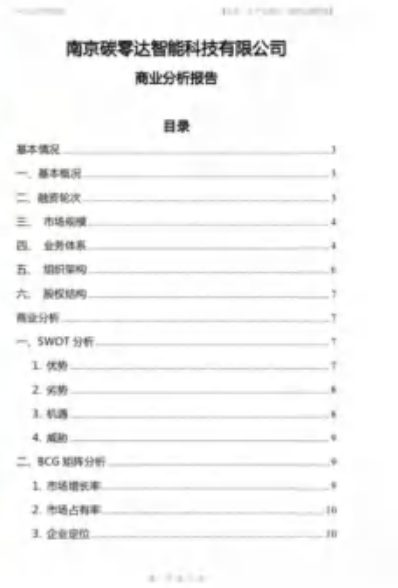 南京碳零达智能科技有限公司
商业分析报告
目录
基本情况 3
一、基本概况 3
二、融资轮次 3
三、市场规模 4
四、业务体系 4
五、组织架构 6
六、股权结构 7
商业分析 7
一、SWOT 分析 7
1. 优势 7
2. 劣势 8
3. 机遇 8
4. 威胁 9
二、BCG 矩阵分析 9
1. 市场增长率 9
2. 市场占有率 10
3. 企业定位 10